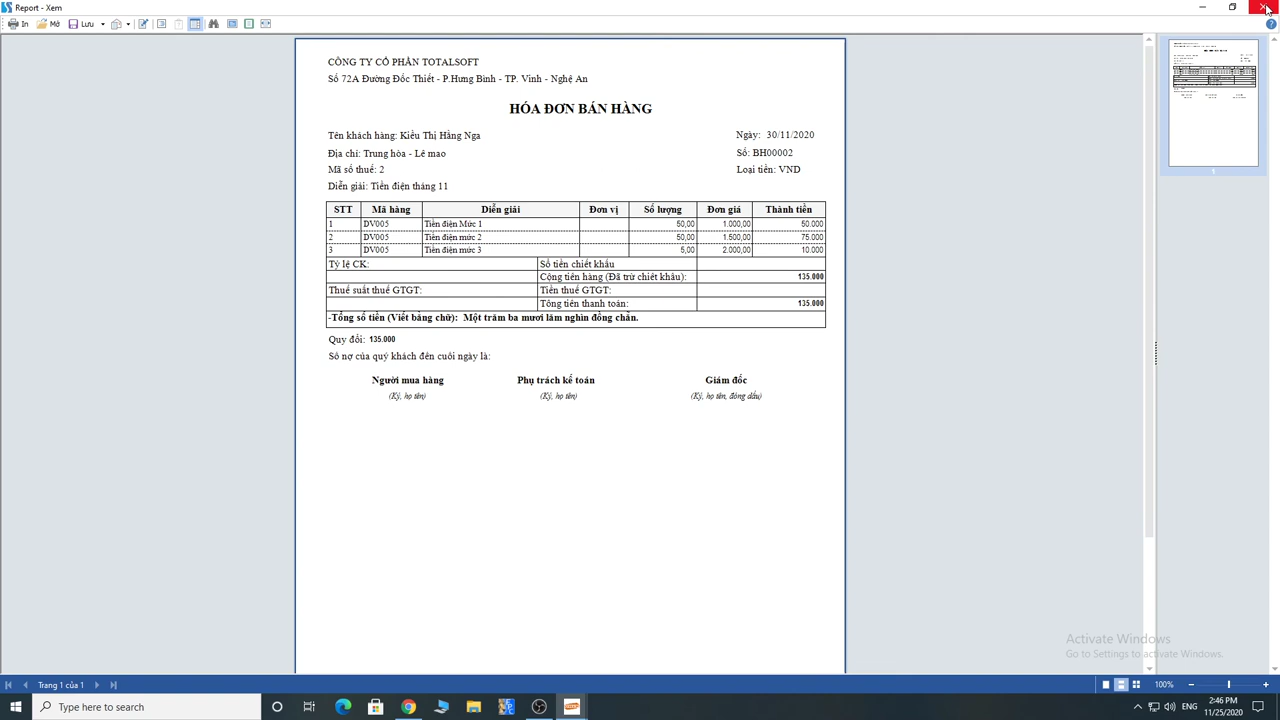 Report - Xem
In Mở Lưu
CÔNG TY CỔ PHẦN TOTALSOFT
Số 72A Đường Đốc Thiết - P.Hưng Bình - TP. Vinh - Nghệ An
HÓA ĐƠN BÁN HÀNG
Tên khách hàng: Kiều Thị Hằng Nga
Ngày: 30/11/2020
Địa chỉ: Trung hòa - Lê mao
Số: BH00002
Mã số thuế: 2
Loại tiền: VND
Diễn giải: Tiền điện tháng 11
STT Mã hàng Diễn giải Đơn vị Số lượng Đơn giá Thành tiền
1 DV005 Tiền điện Mức 1 50,00 1.000,00 50.000
2 DV005 Tiền điện mức 2 50,00 1.500,00 75.000
3 DV005 Tiền điện mức 3 5,00 2.000,00 10.000
Tỷ lệ CK: Số tiền chiết khấu
Cộng tiền hàng (Đã trừ chiết khấu): 135.000
Thuế suất thuế GTGT: Tiền thuế GTGT:
Tổng tiền thanh toán: 135.000
-Tổng số tiền (Viết bằng chữ): Một trăm ba mươi lăm nghìn đồng chẵn.
Quy đổi: 135.000
Số nợ của quý khách đến cuối ngày là:
Người mua hàng Phụ trách kế toán Giám đốc
(Ký, họ tên) (Ký, họ tên) (Ký, họ tên, đóng dấu)
1
Activate Windows
Go to Settings to activate Windows.
Trang 1 của 1
100%
Type here to search
ENG
2:46 PM
11/25/2020